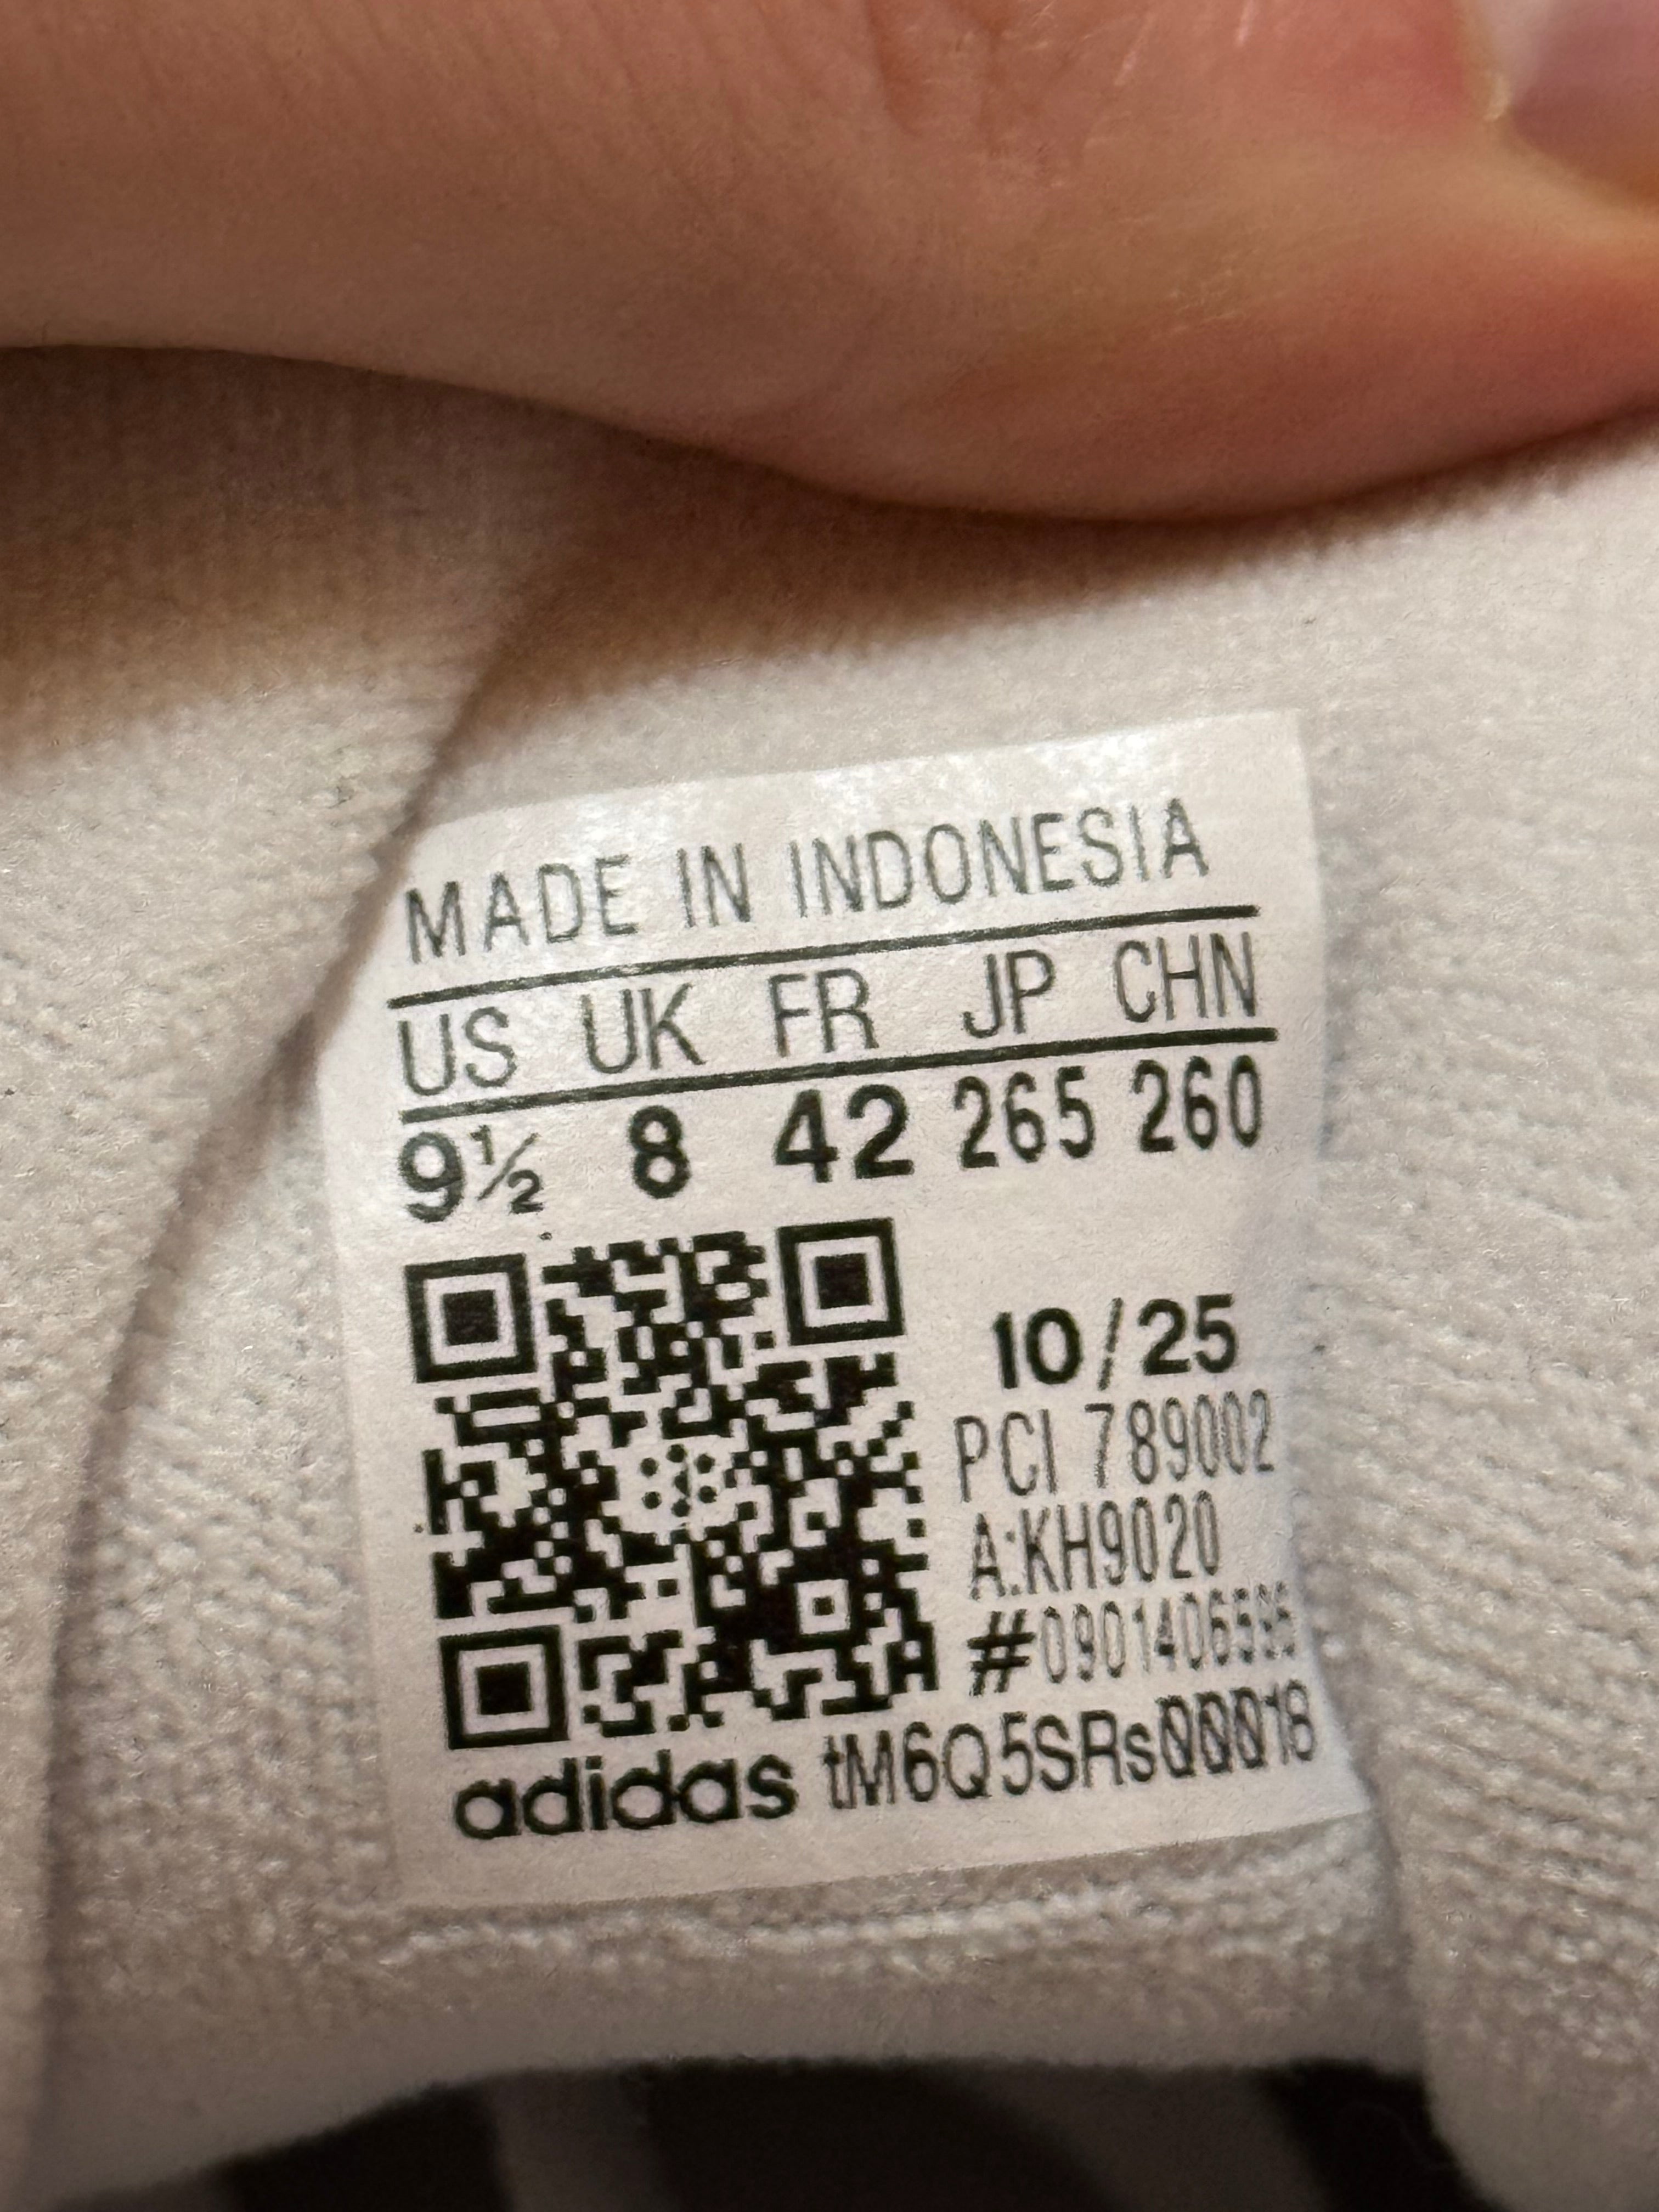 MADE IN INDONESIA
US UK FR JP CHN
9½ 8 42 265 260
10/25
PCI 789002
A:KH9020
adidas tM6Q5SRs00018